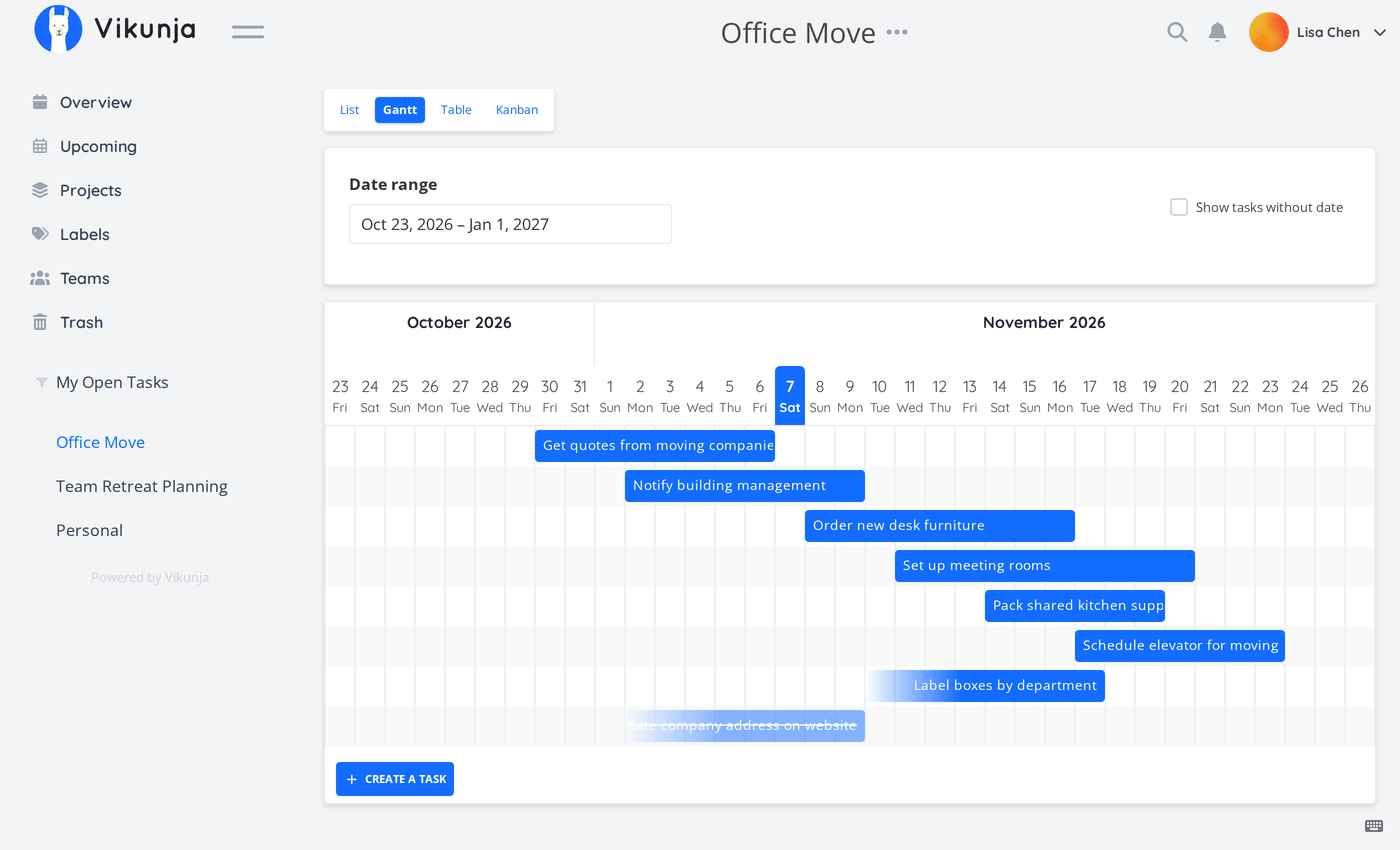 Vikunja
Office Move
Lisa Chen
Overview
Upcoming
Projects
Labels
Teams
Trash
My Open Tasks
Office Move
Team Retreat Planning
Personal
Powered by Vikunja
List Gantt Table Kanban
Date range
Oct 23, 2026 – Jan 1, 2027
Show tasks without date
October 2026 November 2026
23 24 25 26 27 28 29 30 31 1 2 3 4 5 6 7 8 9 10 11 12 13 14 15 16 17 18 19 20 21 22 23 24 25 26
Fri Sat Sun Mon Tue Wed Thu Fri Sat Sun Mon Tue Wed Thu Fri Sat Sun Mon Tue Wed Thu Fri Sat Sun Mon Tue Wed Thu Fri Sat Sun Mon Tue Wed Thu
Get quotes from moving companie
Notify building management
Order new desk furniture
Set up meeting rooms
Pack shared kitchen supp
Schedule elevator for moving
Label boxes by department
company address on website
+ CREATE A TASK